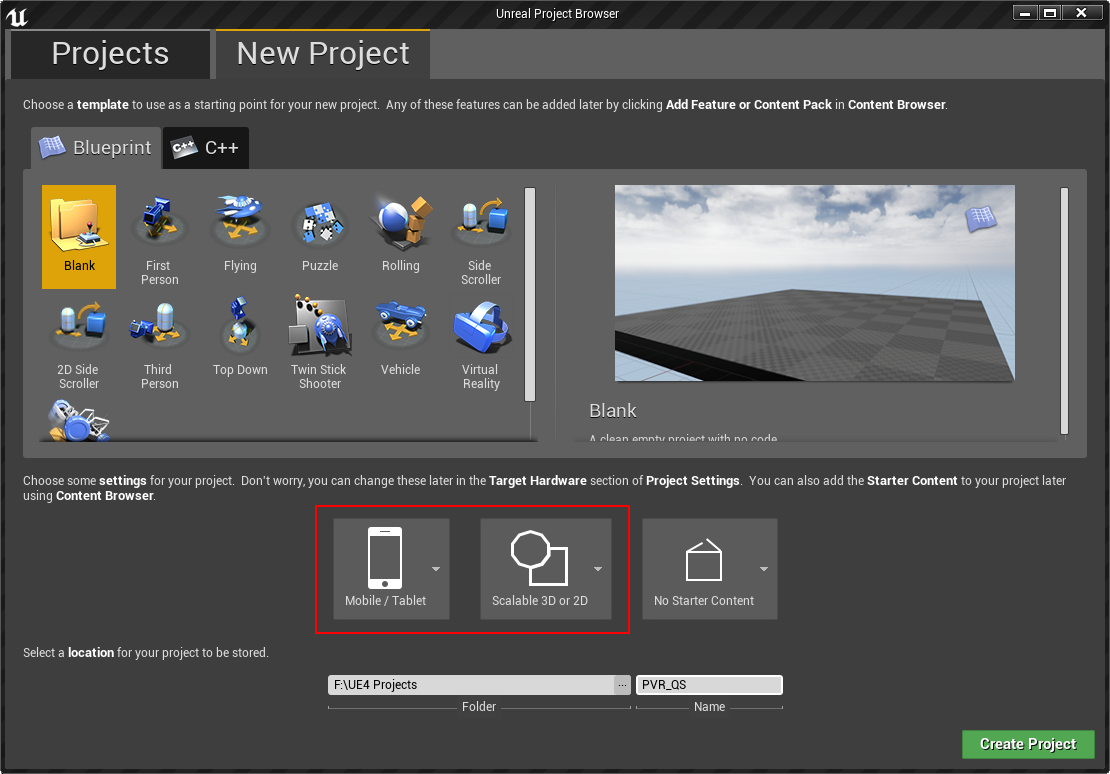 Unreal Project Browser
Projects
New Project
Choose a template to use as a starting point for your new project. Any of these features can be added later by clicking Add Feature or Content Pack in Content Browser.
Blueprint
C++
C++
Blank
First
Person
Flying
Puzzle
Rolling
Side
Scroller
2D Side
Scroller
Third
Person
Top Down
Twin Stick
Shooter
Vehicle
Virtual
Reality
Blank
A clean empty project with no code.
Choose some settings for your project. Don't worry, you can change these later in the Target Hardware section of Project Settings. You can also add the Starter Content to your project later
using Content Browser.
Mobile / Tablet
Scalable 3D or 2D
No Starter Content
Select a location for your project to be stored.
F:\UE4 Projects
...
PVR_QS
Folder
Name
Create Project